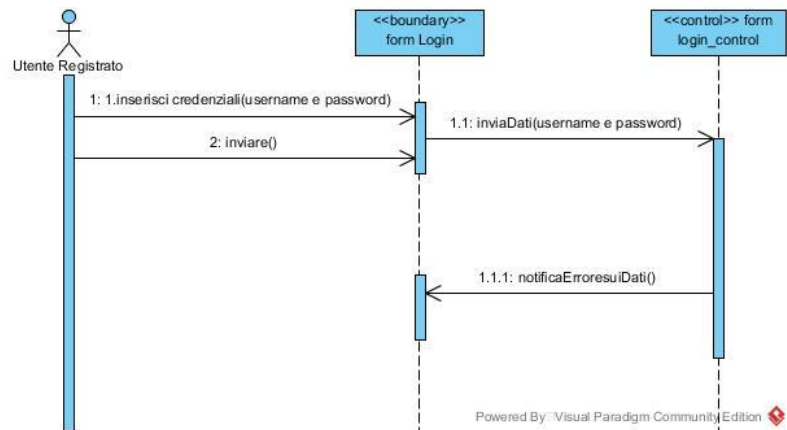 <<boundary>>
form Login
<<control>> form
login_control
Utente Registrato
1: 1.inserisci credenziali(username e password)
1.1: inviaDati(username e password)
2: inviare()
1.1.1: notificaErroresuiDati()
Powered By Visual Paradigm Community Edition